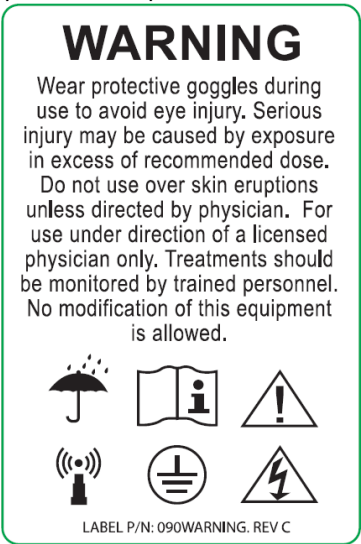 WARNING
Wear protective goggles during
use to avoid eye injury. Serious
injury may be caused by exposure
in excess of recommended dose.
Do not use over skin eruptions
unless directed by physician.  For
use under direction of a licensed
physician only. Treatments should
be monitored by trained personnel.
No modification of this equipment
is allowed.
LABEL P/N: 090WARNING. REV C